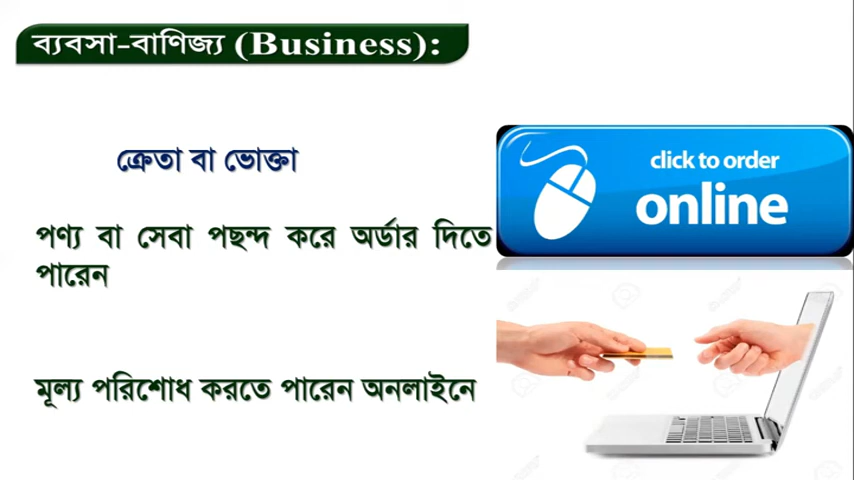 ব্যবসা-বাণিজ্য (Business):
ক্রেতা বা ভোক্তা
click to order
online
পণ্য বা সেবা পছন্দ করে অর্ডার দিতে
পারেন
মূল্য পরিশোধ করতে পারেন অনলাইনে